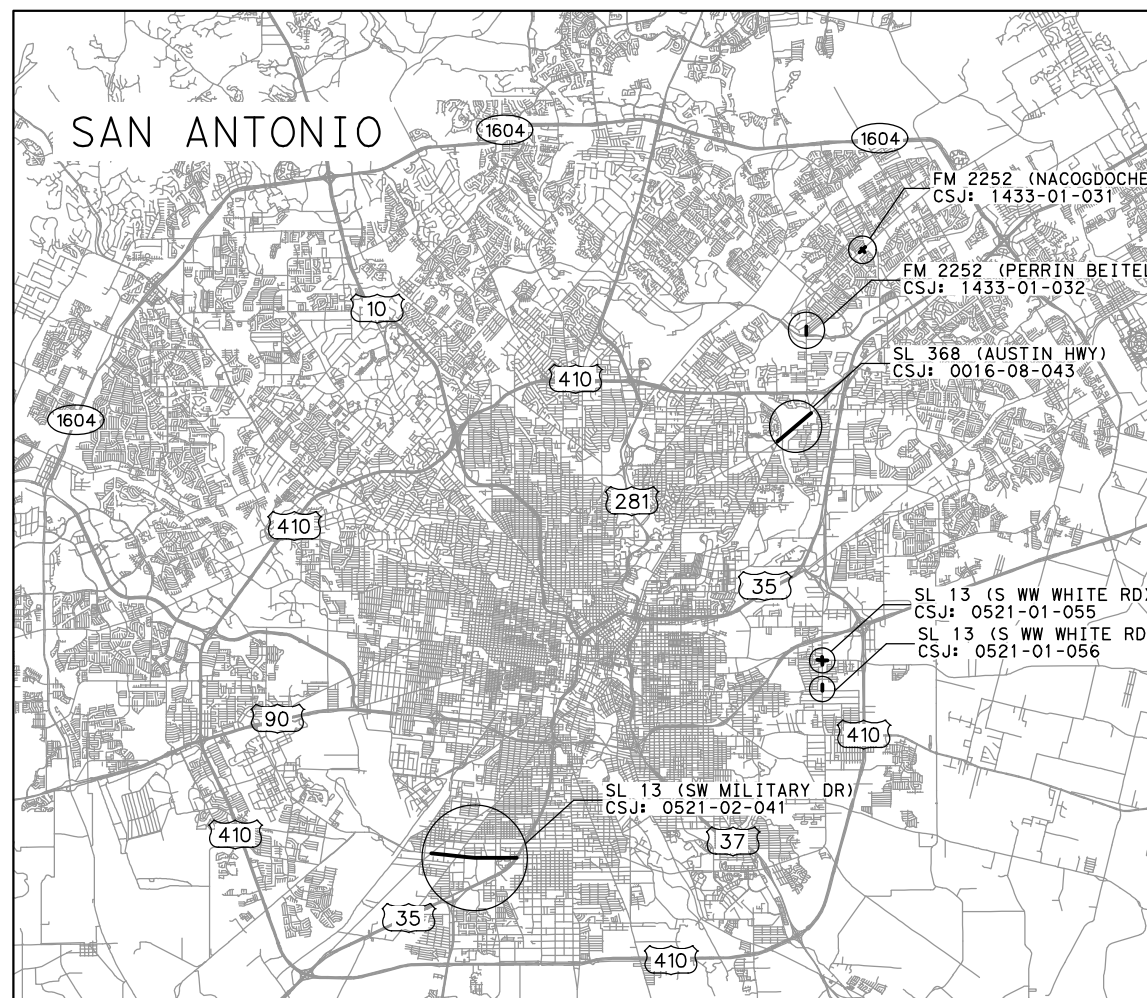 SAN ANTONIO
1604
1604
FM 2252 (NACOGDOCHE
CSJ: 1433-01-031
FM 2252 (PERRIN BEITEL
CSJ: 1433-01-032
10
SL 368 (AUSTIN HWY)
CSJ: 0016-08-043
410
1604
281
410
35
SL 13 (S WW WHITE RD)
CSJ: 0521-01-055
SL 13 (S WW WHITE RD
CSJ: 0521-01-056
90
410
SL 13 (SW MILITARY DR)
CSJ: 0521-02-041
410
37
35
410